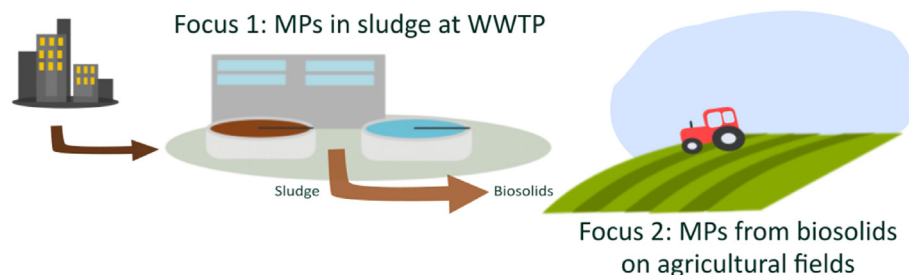 Focus 1: MPs in sludge at WWTP
Sludge
Biosolids
Focus 2: MPs from biosolids
on agricultural fields